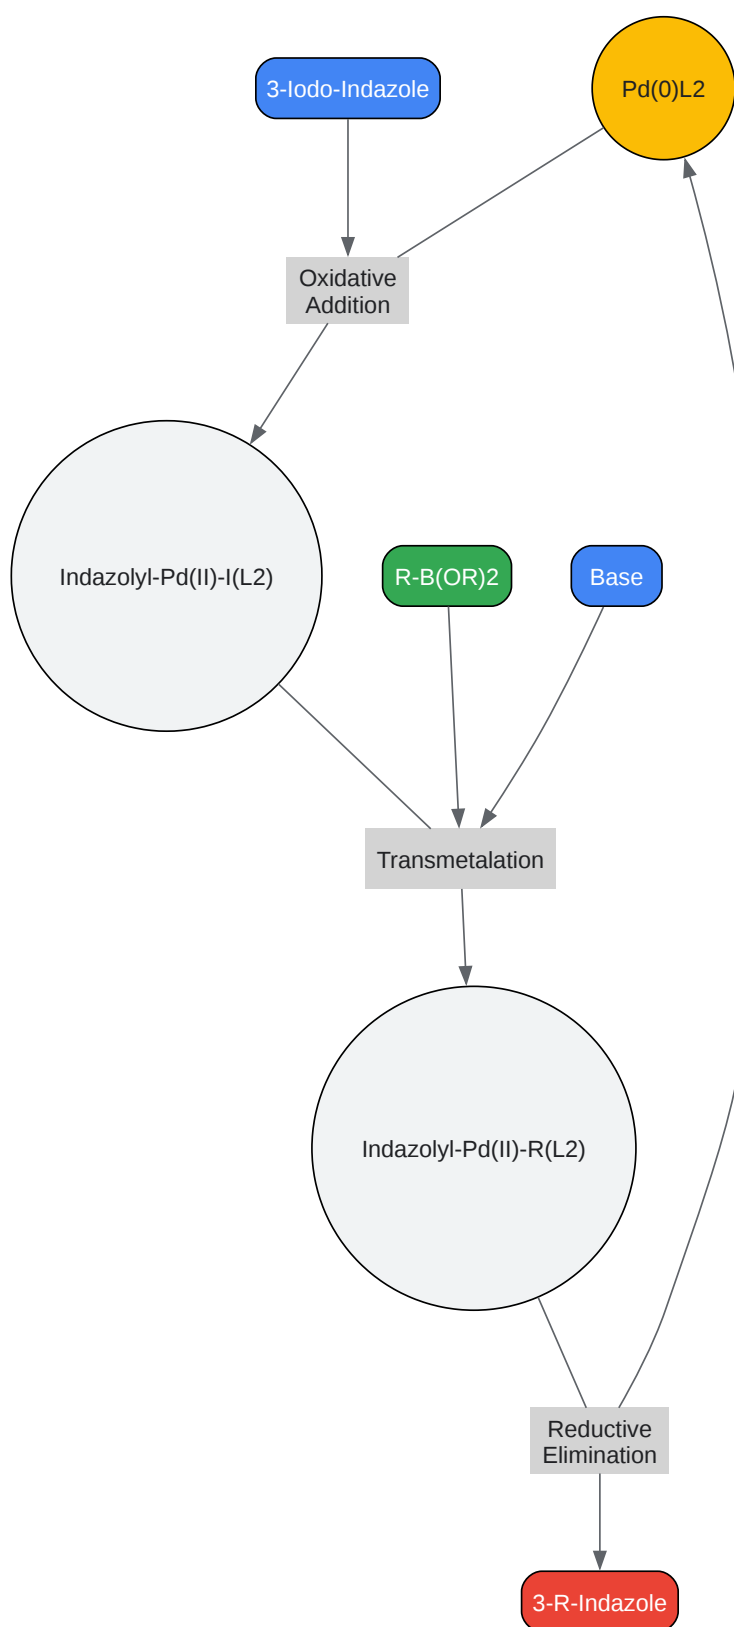 3-Iodo-Indazole
Pd(0)L2
Oxidative
Addition
Indazolyl-Pd(II)-I(L2)
R-B(OR)2
Base
Transmetalation
Indazolyl-Pd(II)-R(L2)
Reductive
Elimination
3-R-Indazole